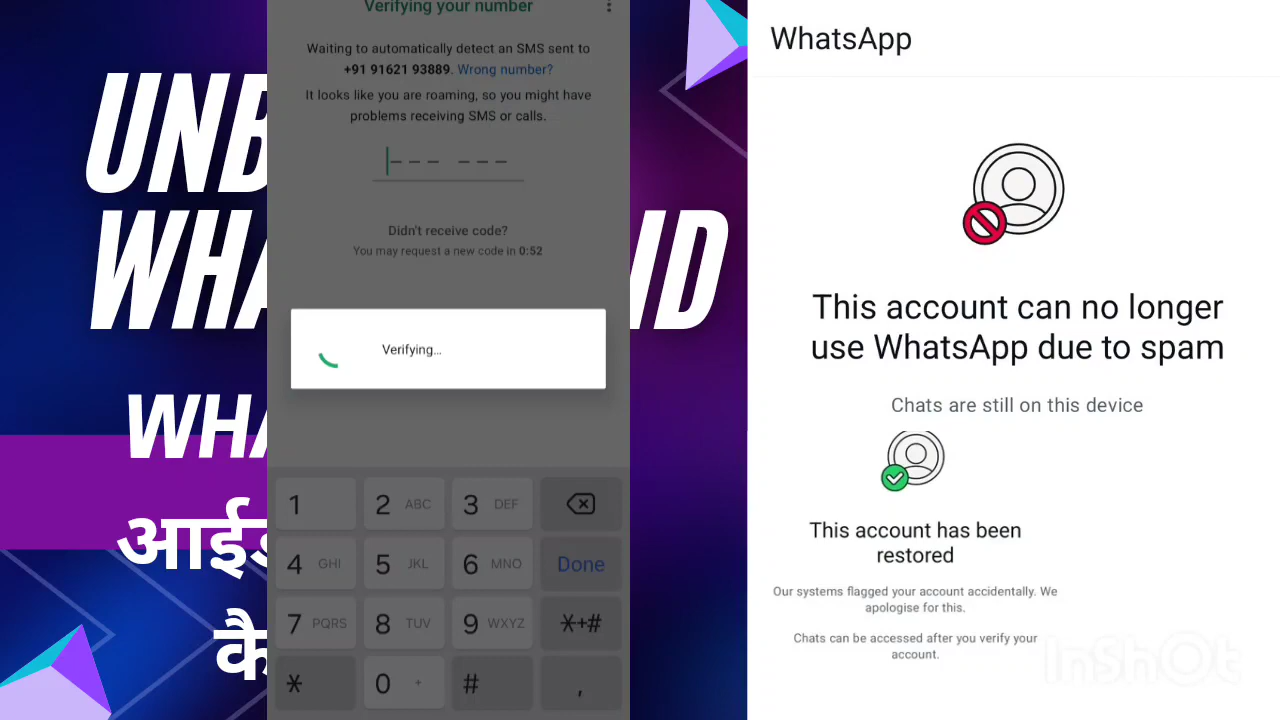 UNB
WHA
ND
WHA
आईड
कै
Verifying your number
Waiting to automatically detect an SMS sent to
+91 91621 93889. Wrong number?
It looks like you are roaming, so you might have
problems receiving SMS or calls.
Didn't receive code?
You may request a new code in 0:52
Verifying...
1
2 ABC
3 DEF
4 GHI
5 JKL
6 MNO
Done
7 PQRS
8 TUV
9 WXYZ
*+#
*
0 +
#
,
WhatsApp
This account can no longer
use WhatsApp due to spam
Chats are still on this device
This account has been
restored
Our systems flagged your account accidentally. We
apologise for this.
Chats can be accessed after you verify your
account.
InShOt